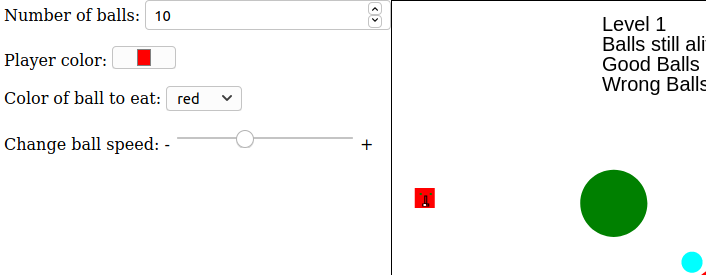 Number of balls: 10
Player color:
Color of ball to eat: red
Change ball speed: - +
Level 1
Balls still
Good Balls
Wrong Balls